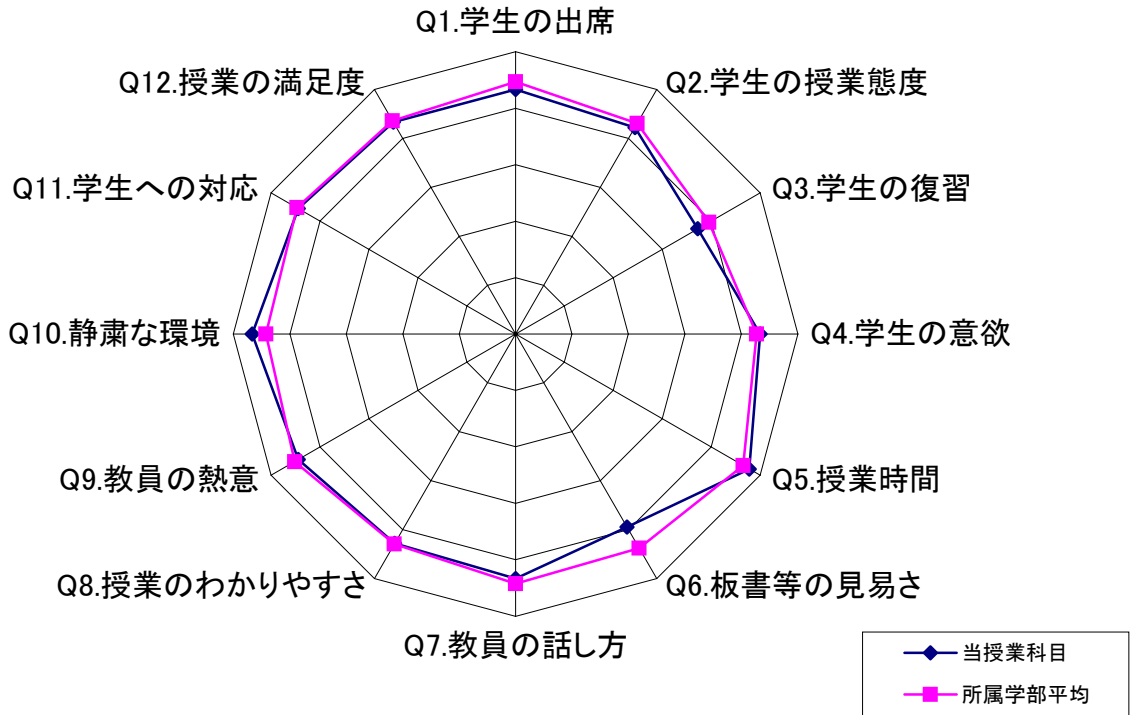 Q1.学生の出席
Q2.学生の授業態度
Q3.学生の復習
Q4.学生の意欲
Q5.授業時間
Q6.板書等の見易さ
Q7.教員の話し方
Q8.授業のわかりやすさ
Q9.教員の熱意
Q10.静粛な環境
Q11.学生への対応
Q12.授業の満足度
当授業科目
所属学部平均